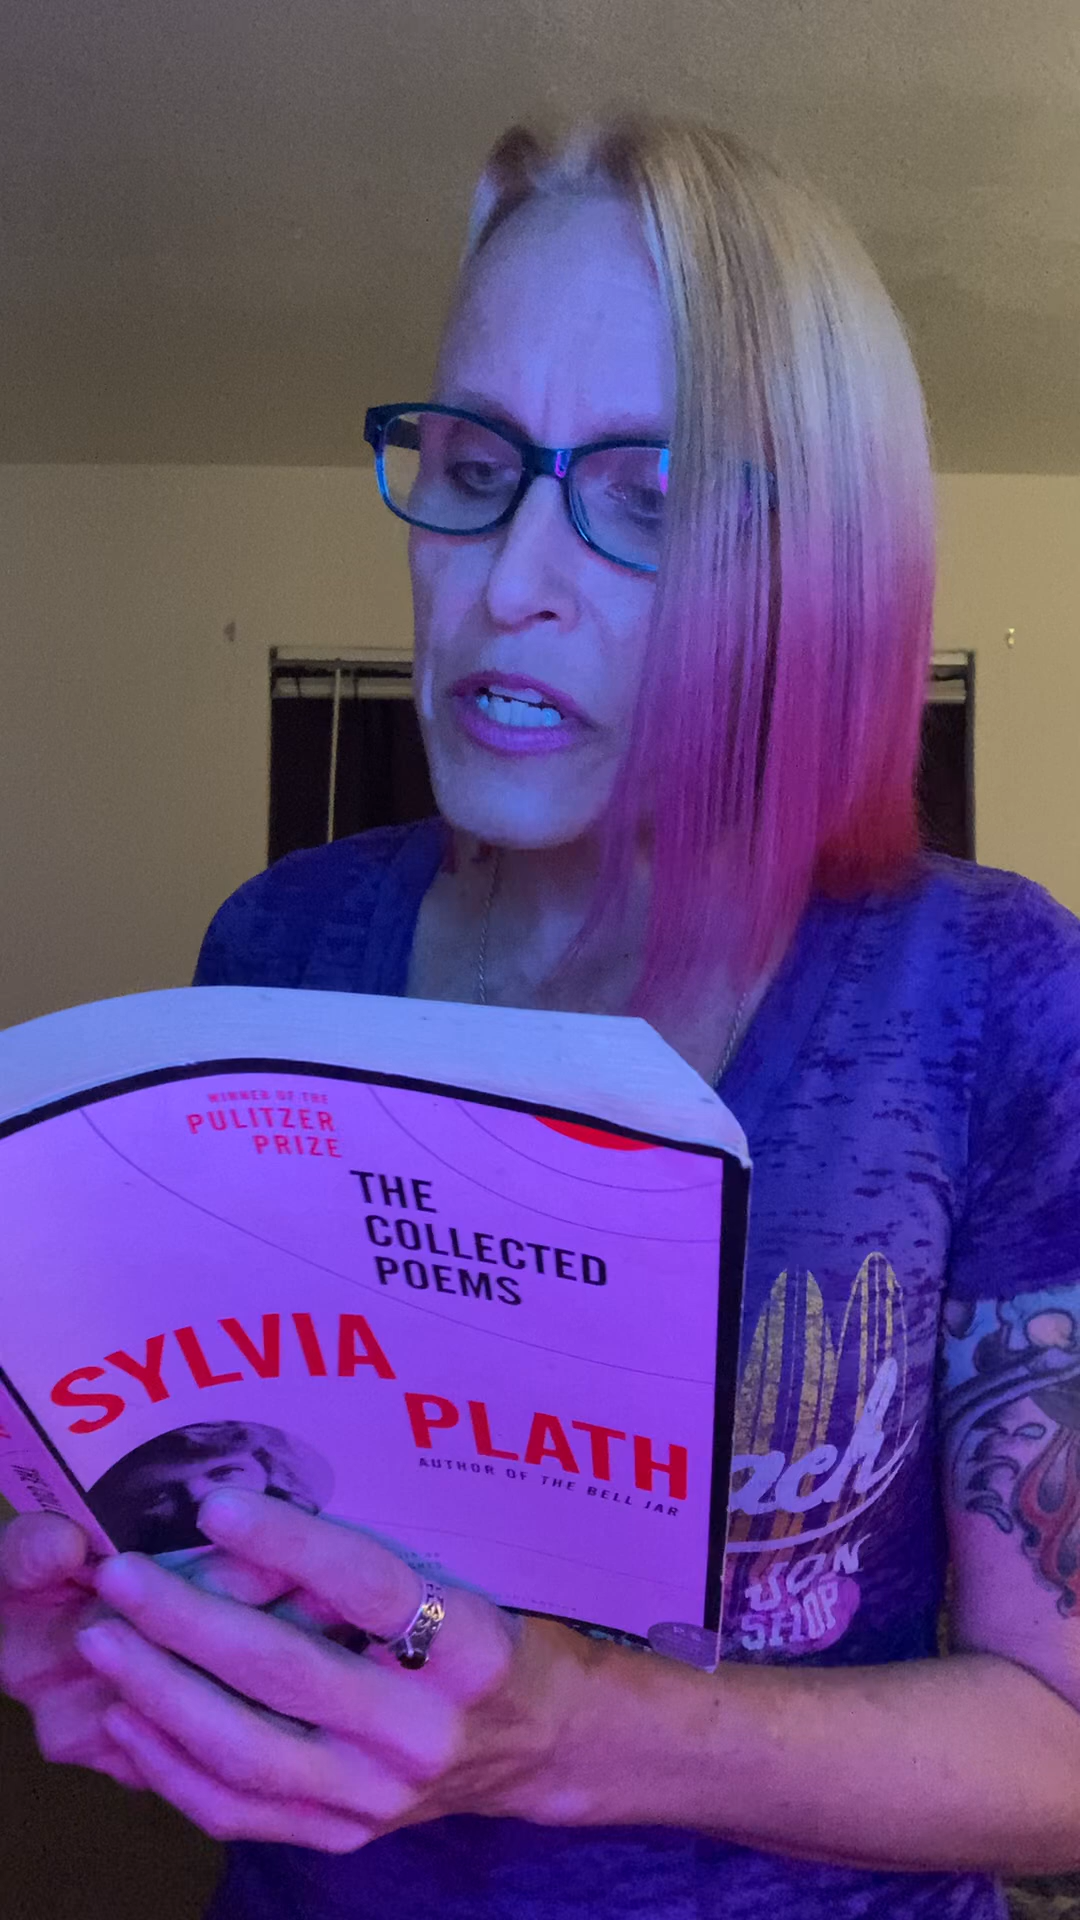 WINNER OF THE
PULITZER
PRIZE
THE
COLLECTED
POEMS
SYLVIA
PLATH
AUTHOR OF THE BELL JAR